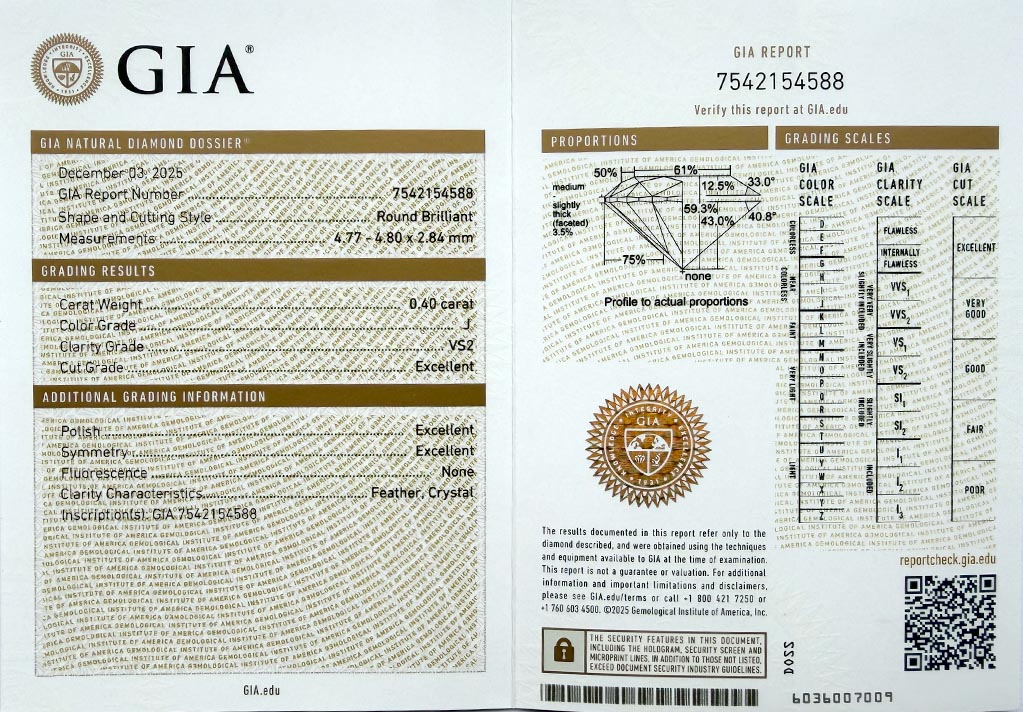 GIA®
GIA NATURAL DIAMOND DOSSIER®
December 03, 2025
GIA Report Number 7542154588
Shape and Cutting Style Round Brilliant
Measurements 4.77 - 4.80 x 2.84 mm
GRADING RESULTS
Carat Weight 0.40 carat
Color Grade J
Clarity Grade VS2
Cut Grade Excellent
ADDITIONAL GRADING INFORMATION
Polish Excellent
Symmetry Excellent
Fluorescence None
Clarity Characteristics Feather, Crystal
Inscription(s): GIA 7542154588
GIA.edu
GIA REPORT
7542154588
Verify this report at GIA.edu
PROPORTIONS
50%
61%
33.0°
12.5%
medium
-
slightly
thick
(faceted)
3.5%
59.3%
43.0%
40.8°
75%
none
Profile to actual proportions
GIA
INTEGRITY
1931
The results documented in this report refer only to the
diamond described, and were obtained using the techniques
and equipment available to GIA at the time of examination.
This report is not a guarantee or valuation. For additional
information and important limitations and disclaimers,
please see GIA.edu/terms or call +1 800 421 7250 or
+1 760 603 4500. ©2025 Gemological Institute of America, Inc.
THE SECURITY FEATURES IN THIS DOCUMENT,
INCLUDING THE HOLOGRAM, SECURITY SCREEN AND
MICROPRINT LINES, IN ADDITION TO THOSE NOT LISTED,
EXCEED DOCUMENT SECURITY INDUSTRY GUIDELINES.
GRADING SCALES
GIA
COLOR
SCALE
COLORLESS
D
E
F
NEAR COLORLESS
G
H
I
J
FAINT
K
L
M
VERY LIGHT
N
O
P
Q
R
LIGHT
S
T
U
V
W
X
Y
Z
GIA
CLARITY
SCALE
FLAWLESS
INTERNALLY
FLAWLESS
VERY VERY
SLIGHTLY INCLUDED
VVS1
VVS2
VERY SLIGHTLY
INCLUDED
VS1
VS2
SLIGHTLY
INCLUDED
SI1
SI2
INCLUDED
I1
I2
I3
GIA
CUT
SCALE
EXCELLENT
VERY
GOOD
GOOD
FAIR
POOR
reportcheck.gia.edu
D022
6036007009